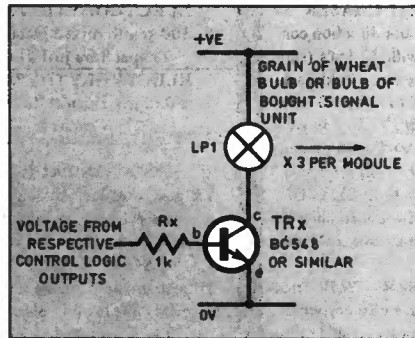 +VE
GRAIN OF WHEAT
BULB OR BULB OF
BOUGHT SIGNAL
UNIT
LP1
X 3 PER MODULE
VOLTAGE FROM
RESPECTIVE
CONTROL LOGIC
OUTPUTS
Rx
1k
b
c
e
TRx
BC548
OR SIMILAR
0V